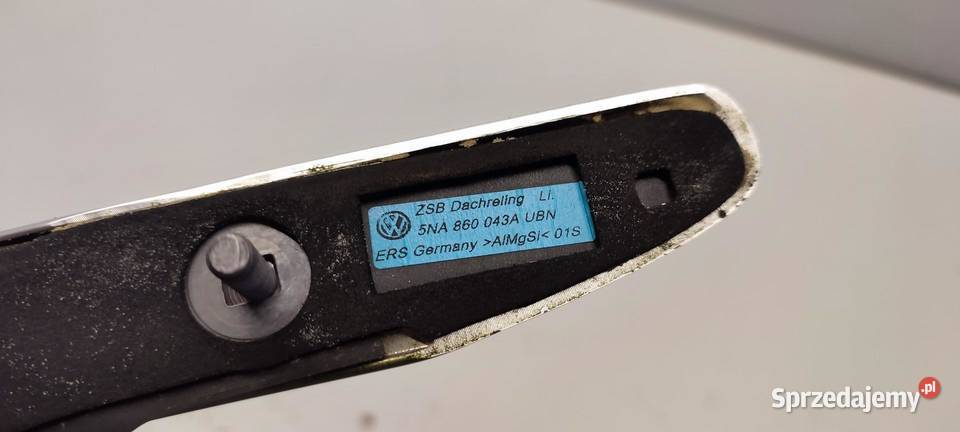 ZSB Dachreling Li.
5NA 860 043A UBN
ERS Germany >AlMgSi< 01S
Sprzedajemy.pl